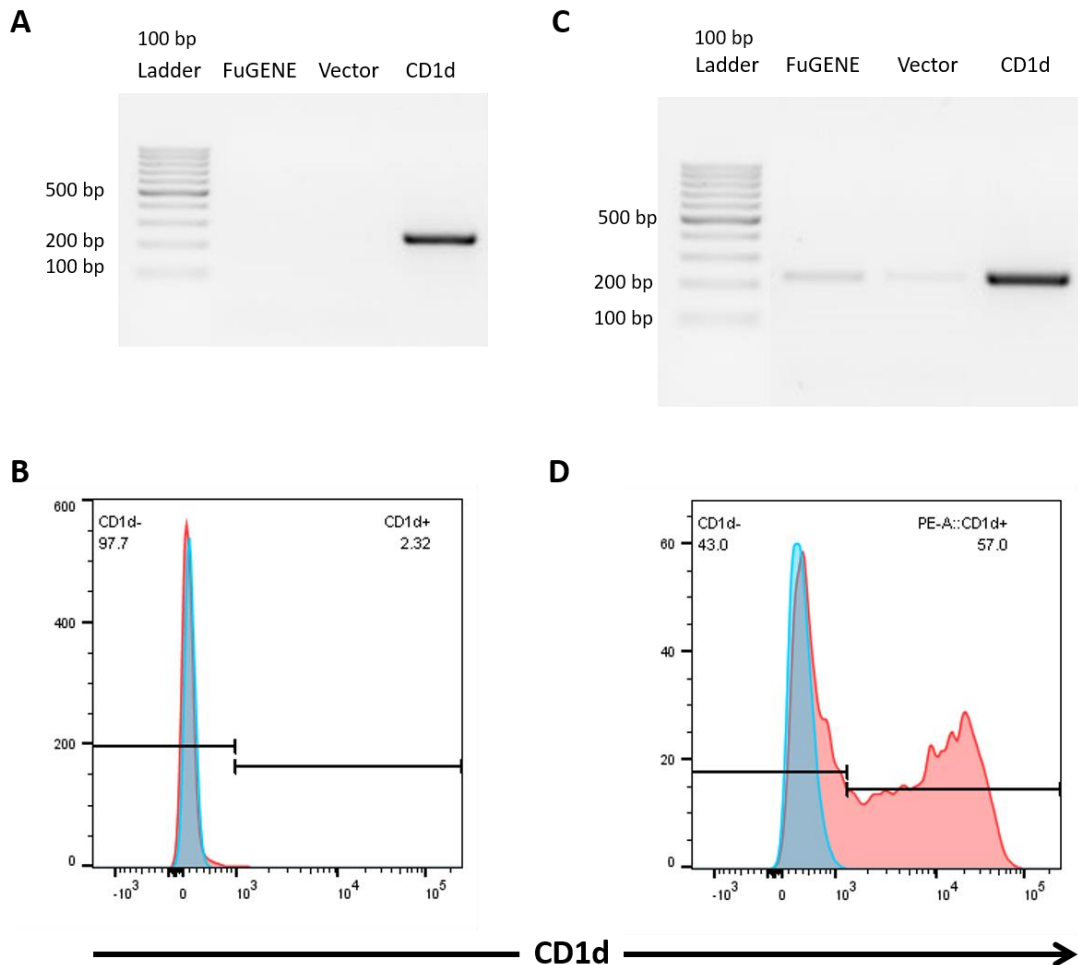 A
100 bp
Ladder FuGENE Vector CD1d
500 bp
200 bp
100 bp
C
100 bp
Ladder FuGENE Vector CD1d
500 bp
200 bp
100 bp
B
600
400
200
0
CD1d-
97.7
CD1d+
2.32
-10³ 0 10³ 10⁴ 10⁵
D
60
40
20
0
CD1d-
43.0
PE-A::CD1d+
57.0
-10³ 0 10³ 10⁴ 10⁵
CD1d